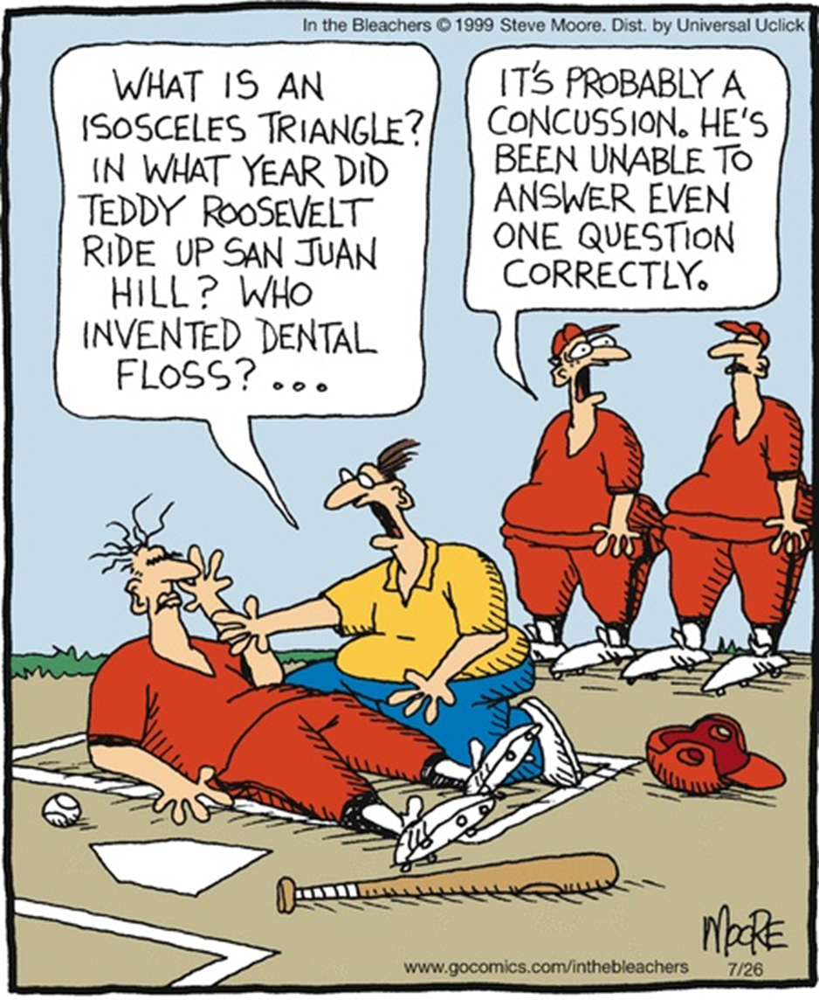 In the Bleachers © 1999 Steve Moore. Dist. by Universal Uclick
WHAT IS AN
ISOSCELES TRIANGLE?
IN WHAT YEAR DID
TEDDY ROOSEVELT
RIDE UP SAN JUAN
HILL? WHO
INVENTED DENTAL
FLOSS? ...
IT'S PROBABLY A
CONCUSSION. HE'S
BEEN UNABLE TO
ANSWER EVEN
ONE QUESTION
CORRECTLY.
MOORE
www.gocomics.com/inthebleachers 7/26